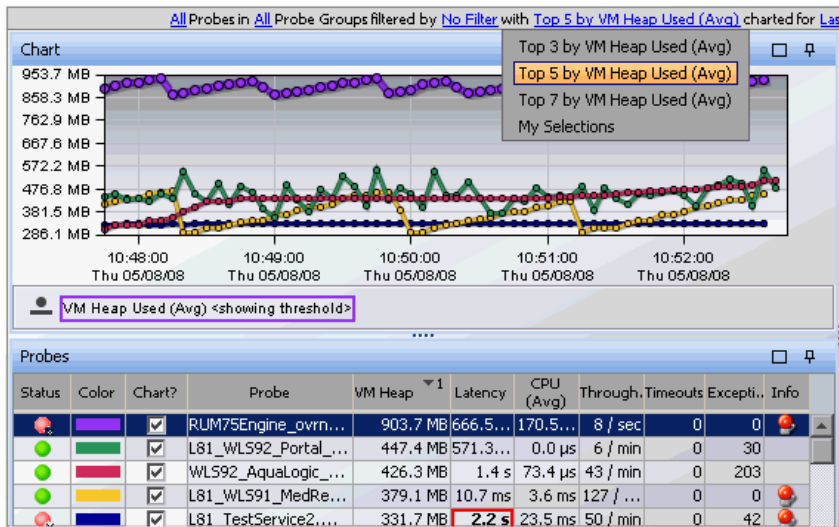 All Probes in All Probe Groups filtered by No Filter with Top 5 by VM Heap Used (Avg) charted for Las
Chart
Top 3 by VM Heap Used (Avg)
Top 5 by VM Heap Used (Avg)
Top 7 by VM Heap Used (Avg)
My Selections
953.7 MB
858.3 MB
762.9 MB
667.6 MB
572.2 MB
476.8 MB
381.5 MB
286.1 MB
10:48:00 10:49:00 10:50:00 10:51:00 10:52:00
Thu 05/08/08 Thu 05/08/08 Thu 05/08/08 Thu 05/08/08 Thu 05/08/08
VM Heap Used (Avg) <showing threshold>
Probes
Status Color Chart? Probe VM Heap 1 Latency CPU (Avg) Through. Timeouts Excepti.. Info
RUM75Engine_ovrn... 903.7 MB 666.5... 170.5... 8 / sec 0 0
L81_WLS92_Portal_... 447.4 MB 571.3... 0.0 µs 6 / min 0 30
WLS92_AquaLogic_... 426.3 MB 1.4 s 73.4 µs 43 / min 0 203
L81_WLS91_MedRe... 379.1 MB 10.7 ms 3.6 ms 127 / ... 0 0
L81_TestService2.... 331.7 MB 2.2 s 23.5 ms 50 / min 0 42